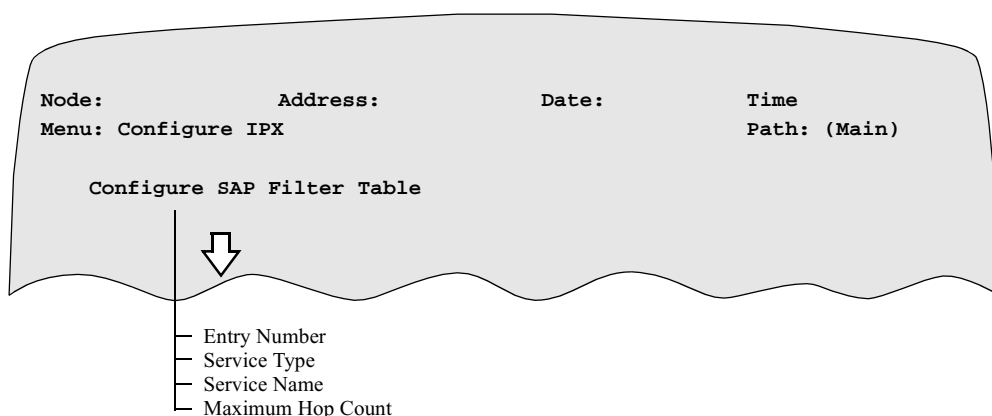 Node: Address: Date: Time
Menu: Configure IPX Path: (Main)
Configure SAP Filter Table
Entry Number
Service Type
Service Name
Maximum Hop Count